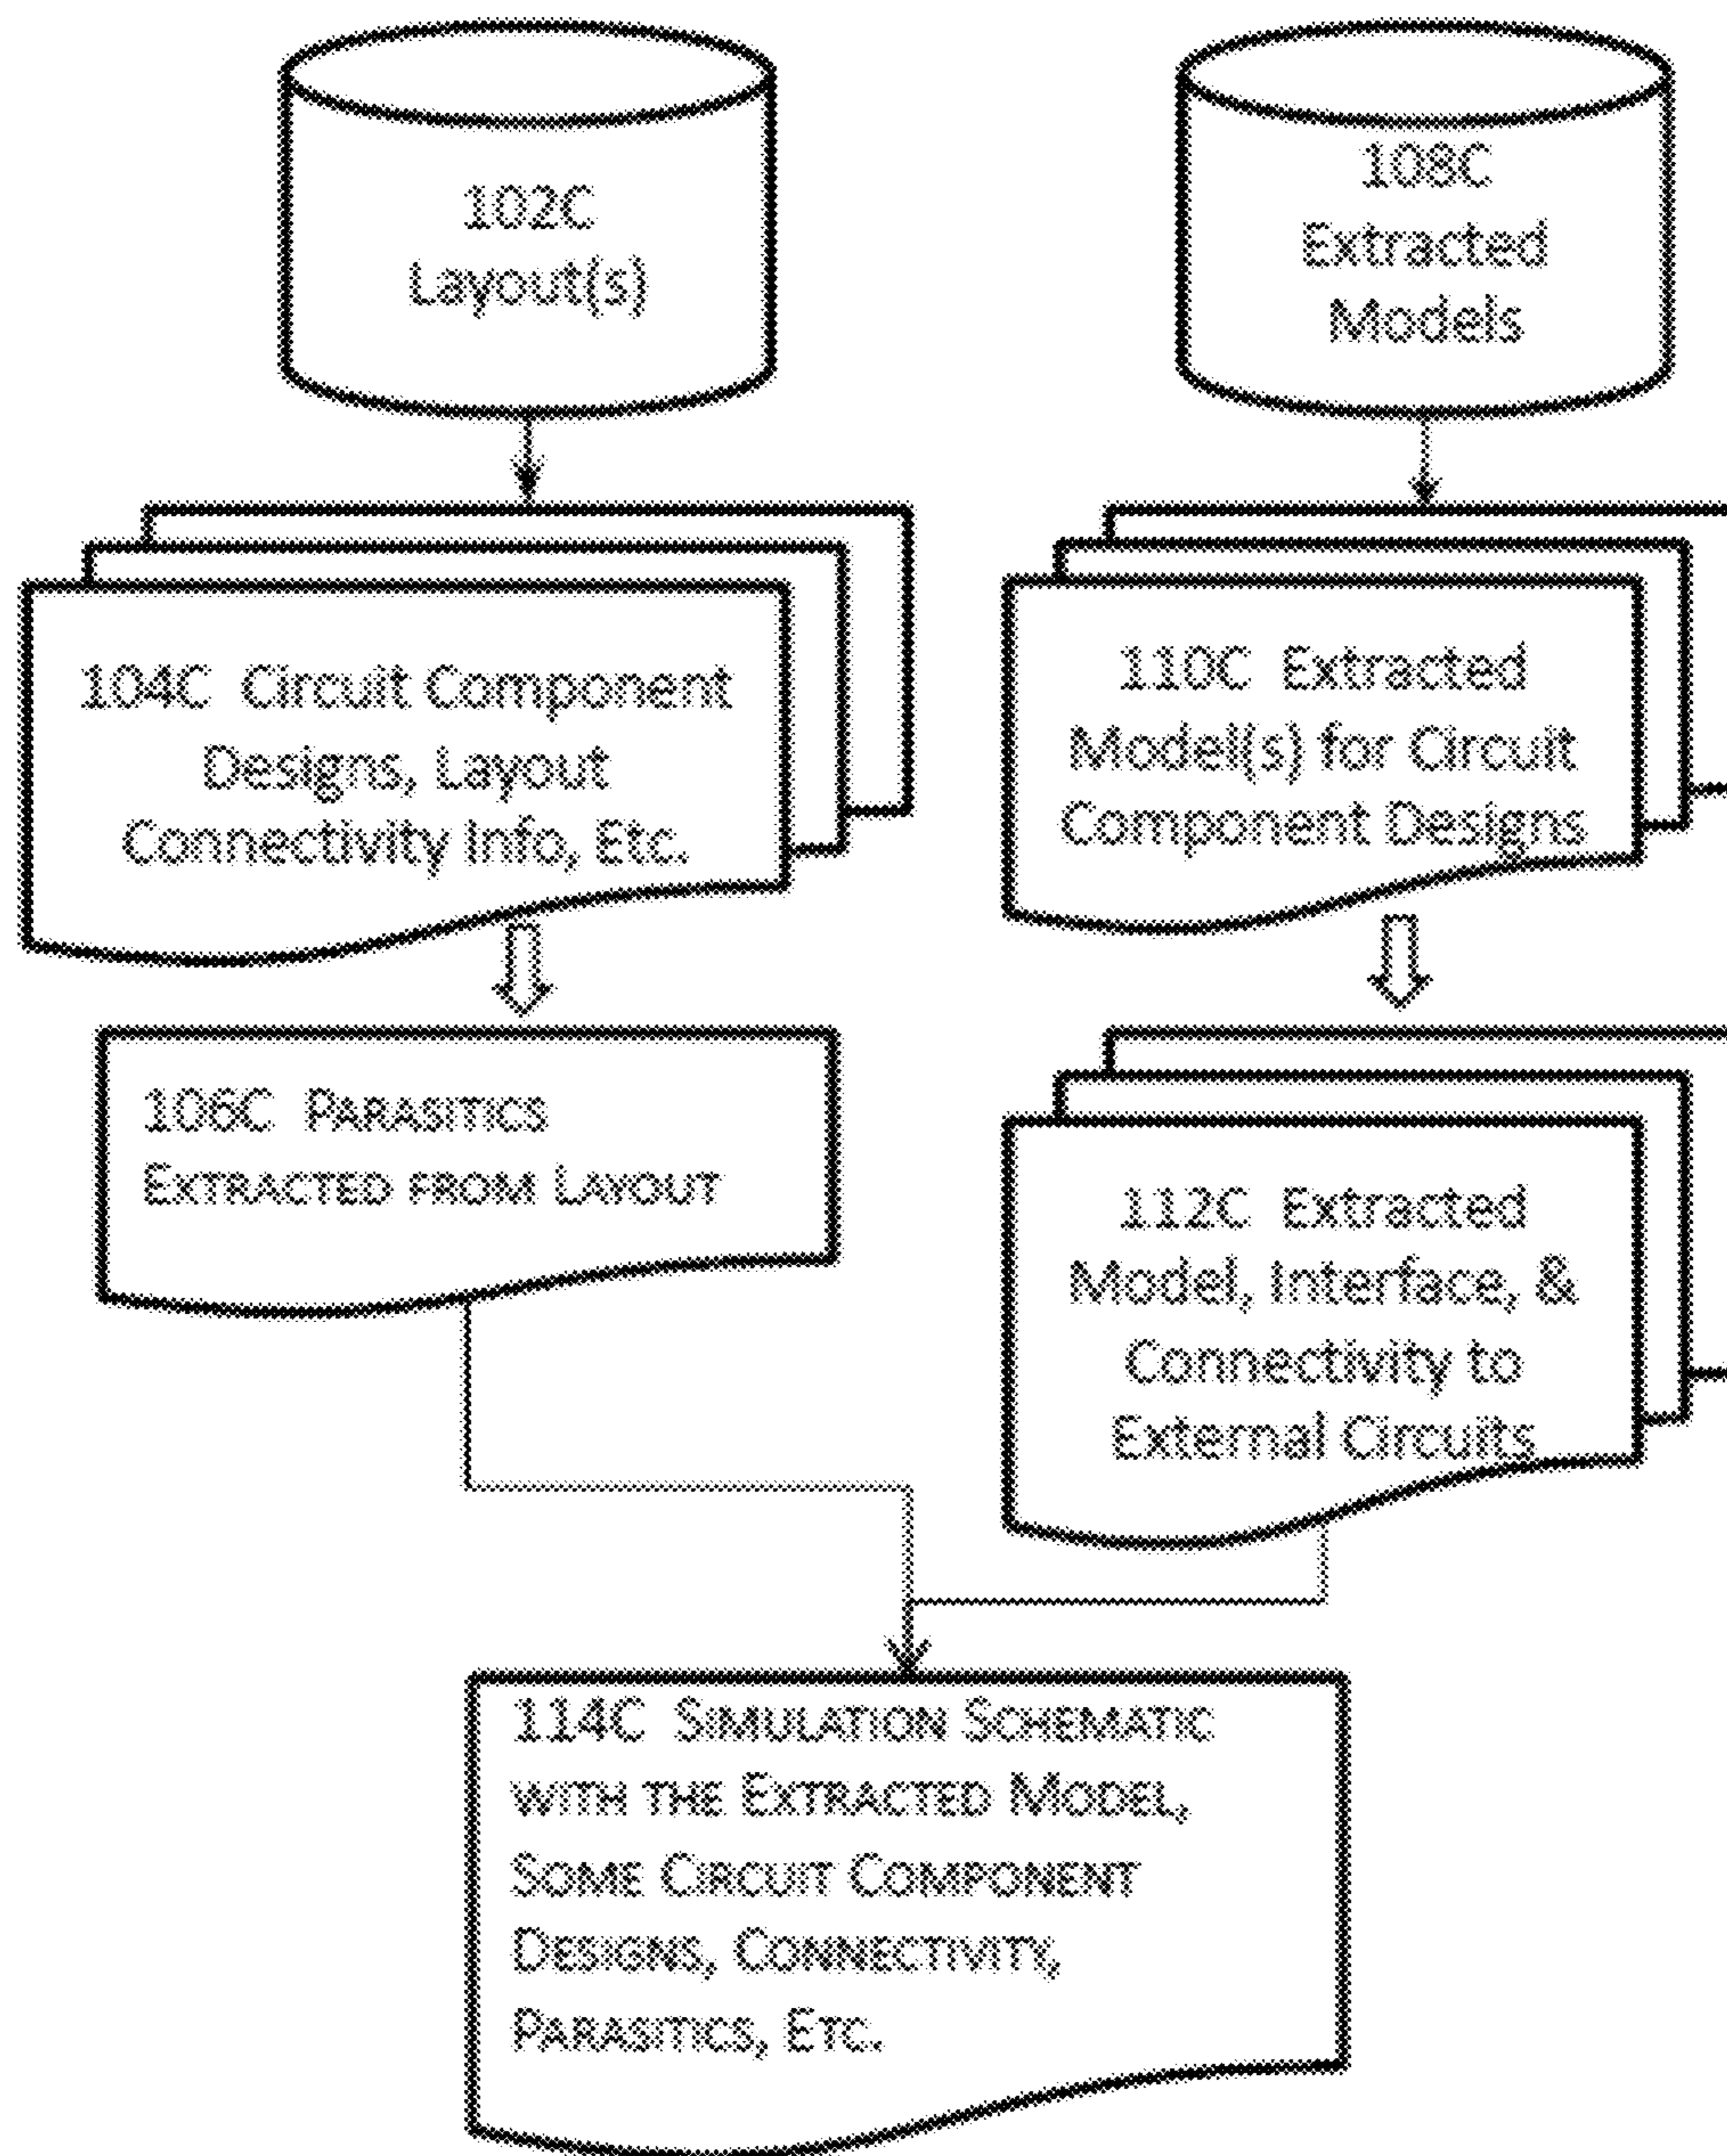 102C
Layout(s)
108C
Extracted
Models
104C Circuit Component
Designs, Layout
Connectivity Info, Etc.
110C Extracted
Model(s) for Circuit
Component Designs
106C PARASITICS
EXTRACTED FROM LAYOUT
112C Extracted
Model, Interface, &
Connectivity to
External Circuits
114C SIMULATION SCHEMATIC
WITH THE EXTRACTED MODEL,
SOME CIRCUIT COMPONENT
DESIGNS, CONNECTIVITY,
PARASITICS, ETC.